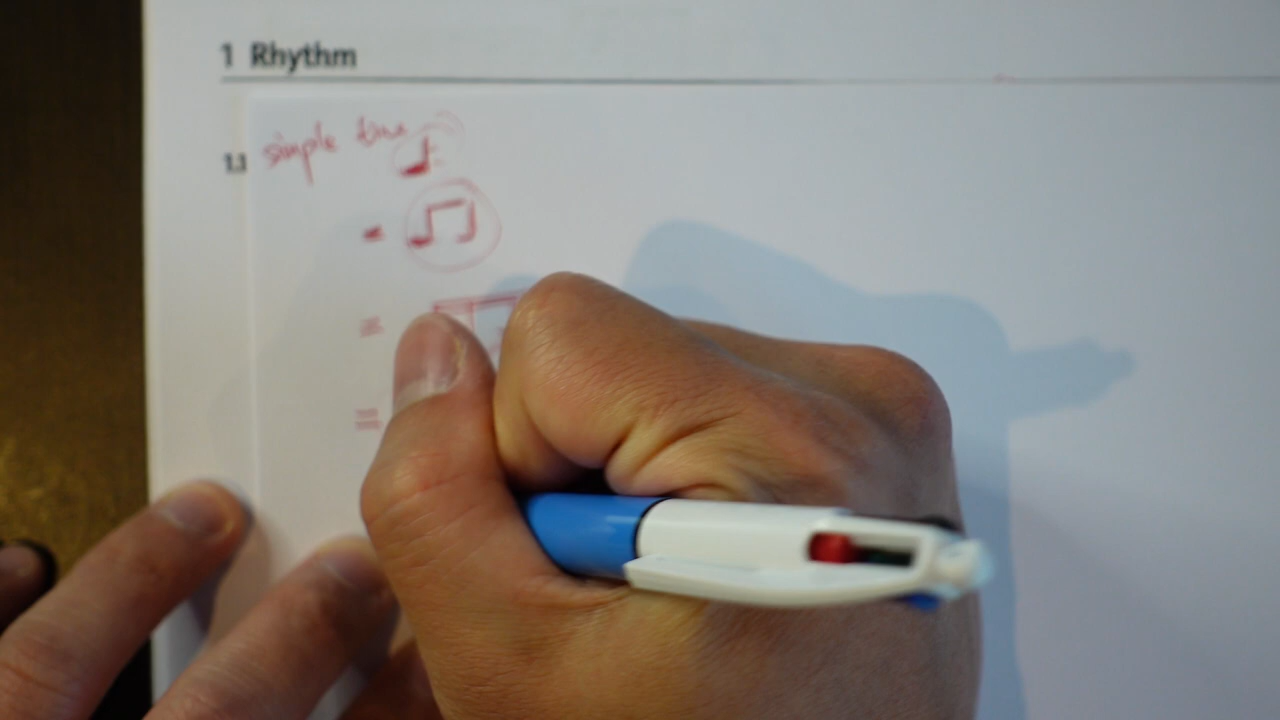 1 Rhythm
1.1 simple time ♩
= ♫
=
=